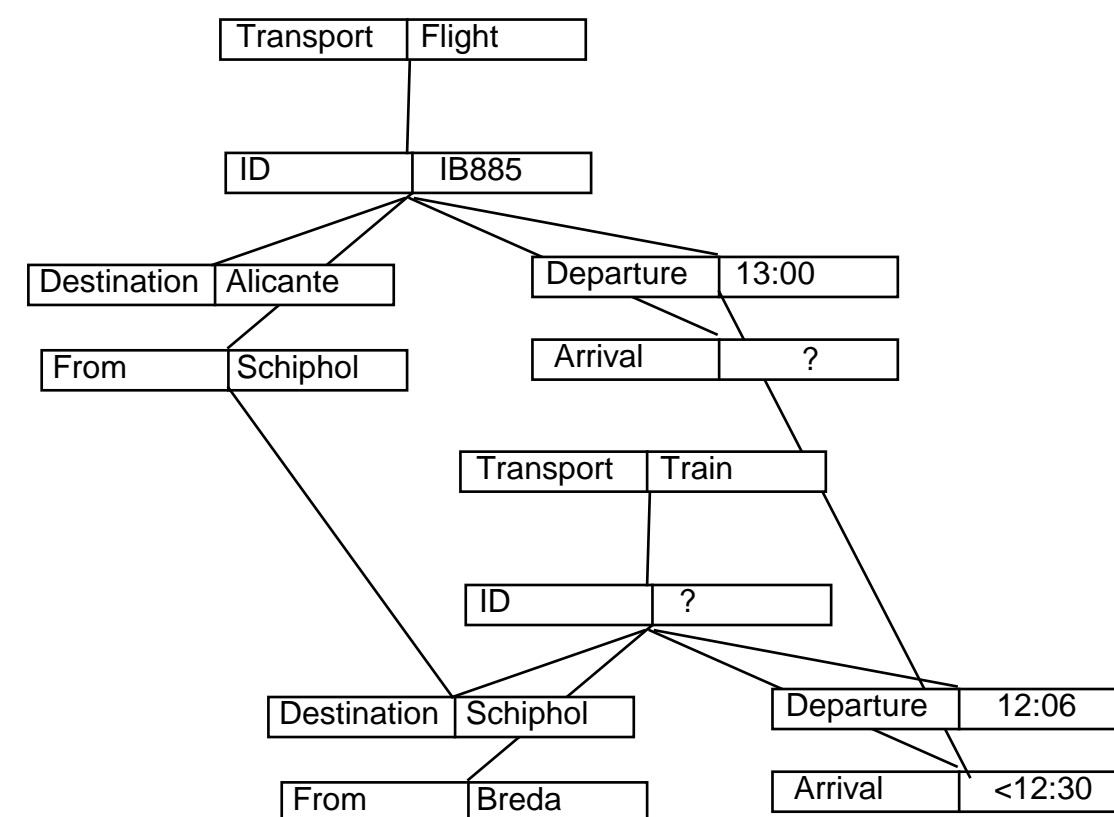 Transport Flight
ID IB885
Destination Alicante
Departure 13:00
From Schiphol
Arrival ?
Transport Train
ID ?
Destination Schiphol
Departure 12:06
From Breda
Arrival <12:30